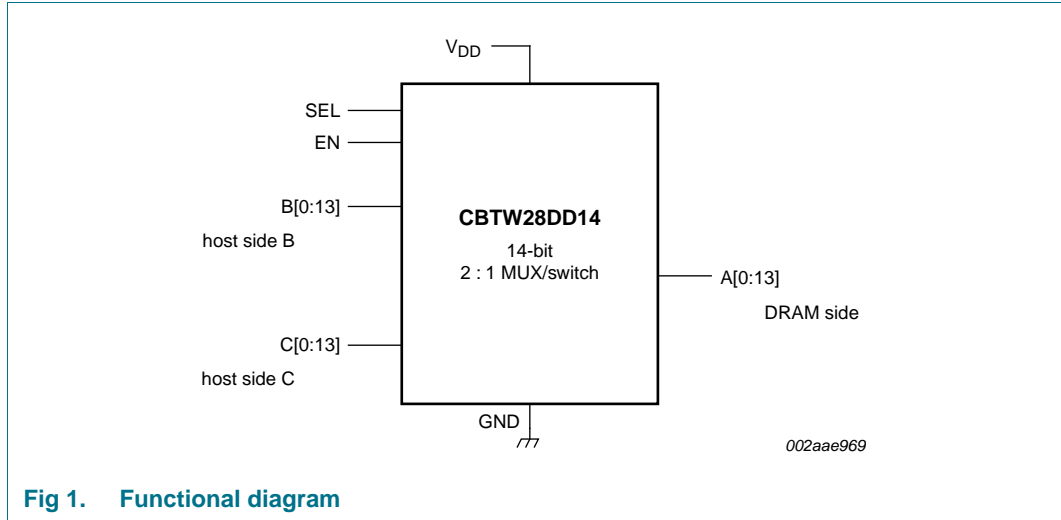 VDD
SEL
EN
B[0:13]
host side B
CBTW28DD14
14-bit
2 : 1 MUX/switch
A[0:13]
DRAM side
C[0:13]
host side C
GND
002aae969
Fig 1. Functional diagram